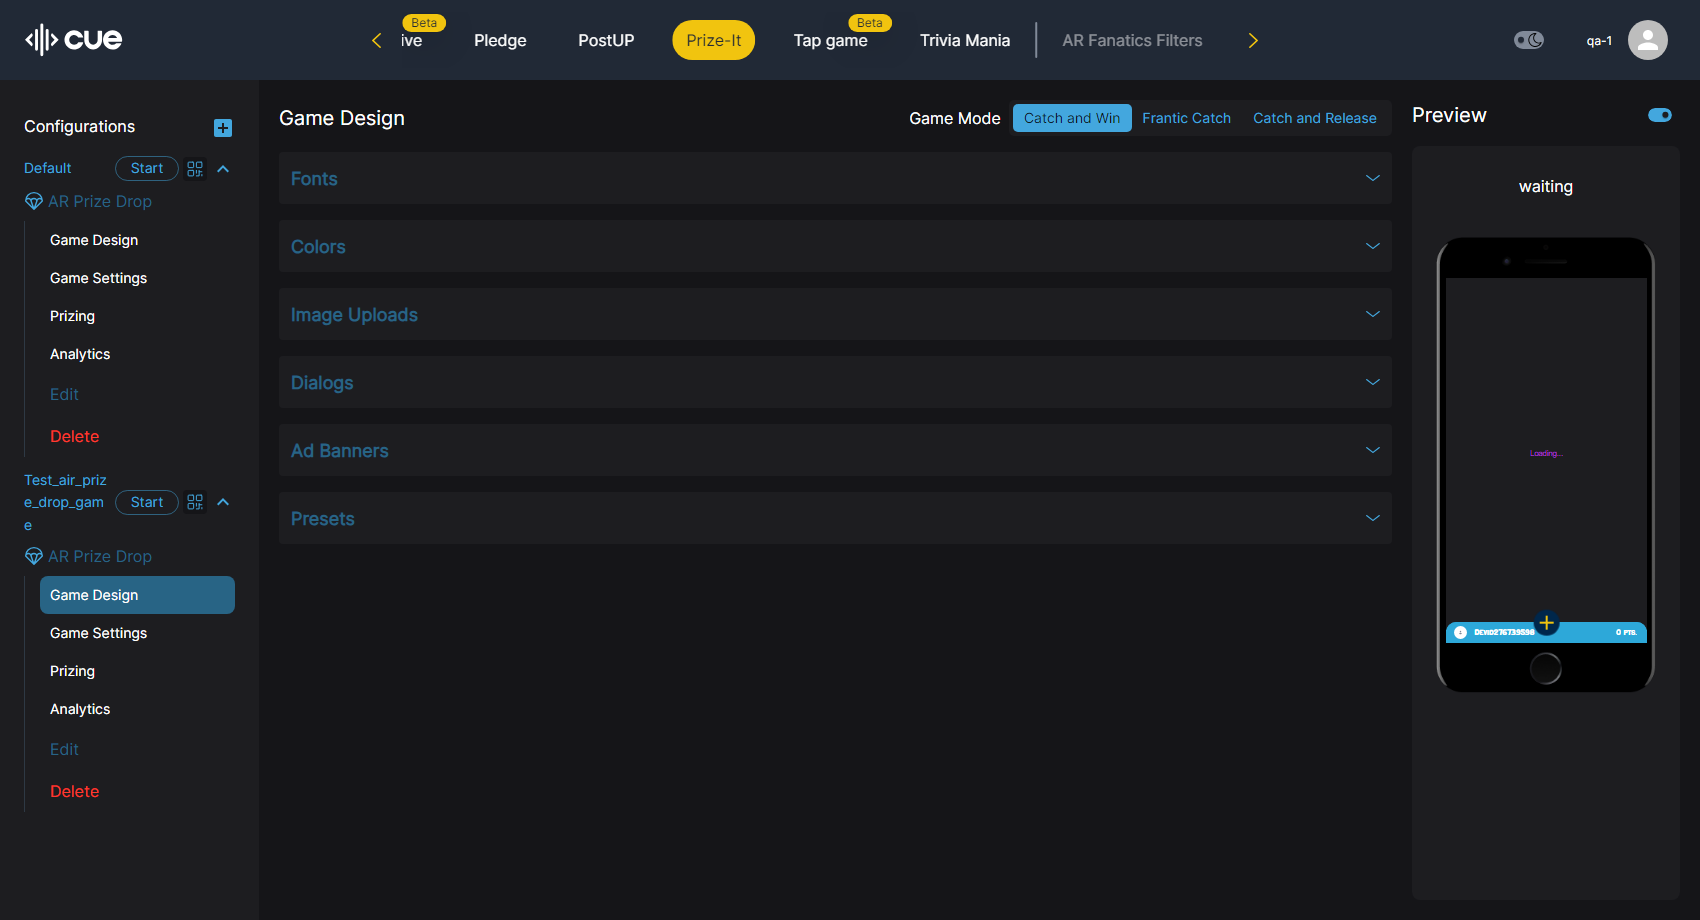 cue
Beta
ive
Pledge
PostUP
Prize-It
Beta
Tap game
Trivia Mania
AR Fanatics Filters
qa-1
Configurations
Default
Start
AR Prize Drop
Game Design
Game Settings
Prizing
Analytics
Edit
Delete
Test_air_priz
e_drop_gam
e
Start
AR Prize Drop
Game Design
Game Settings
Prizing
Analytics
Edit
Delete
Game Design
Game Mode
Catch and Win
Frantic Catch
Catch and Release
Fonts
Colors
Image Uploads
Dialogs
Ad Banners
Presets
Preview
waiting
Loading...
0 PTS.